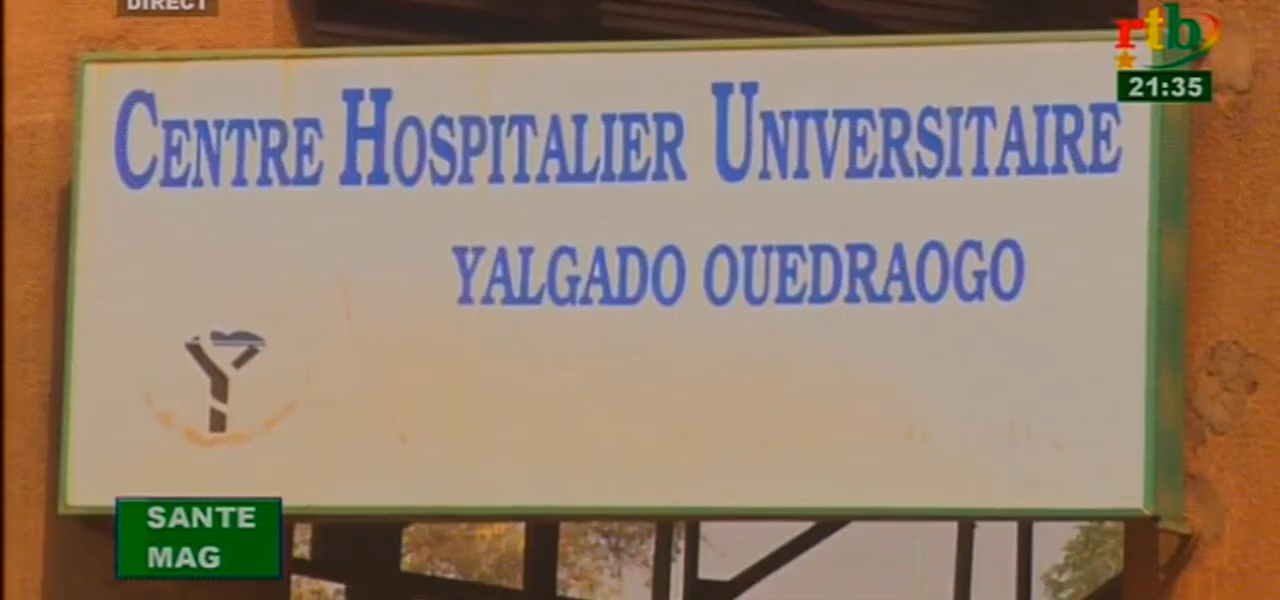 DIRECT
rtb
21:35
CENTRE HOSPITALIER UNIVERSITAIRE
YALGADO OUEDRAOGO
SANTE
MAG